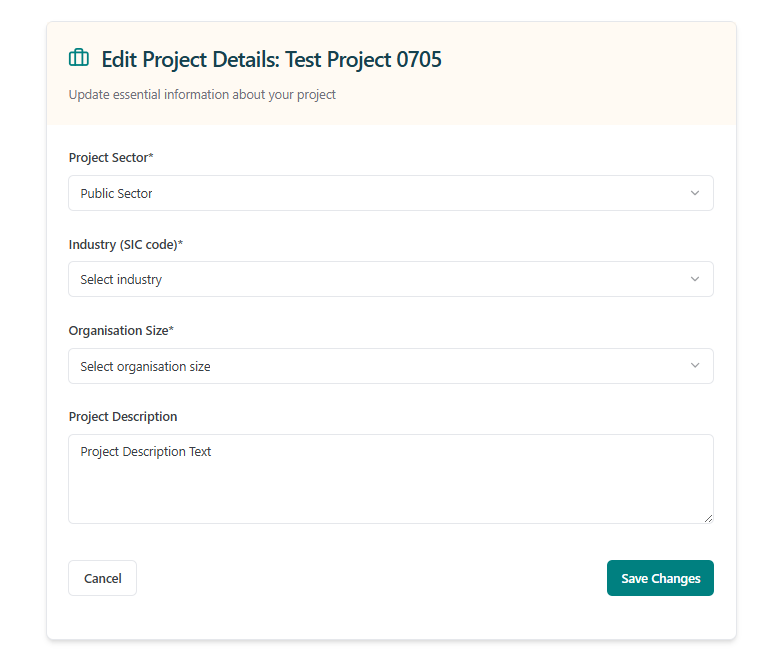 Edit Project Details: Test Project 0705
Update essential information about your project
Project Sector*
Public Sector
Industry (SIC code)*
Select industry
Organisation Size*
Select organisation size
Project Description
Project Description Text
Cancel
Save Changes